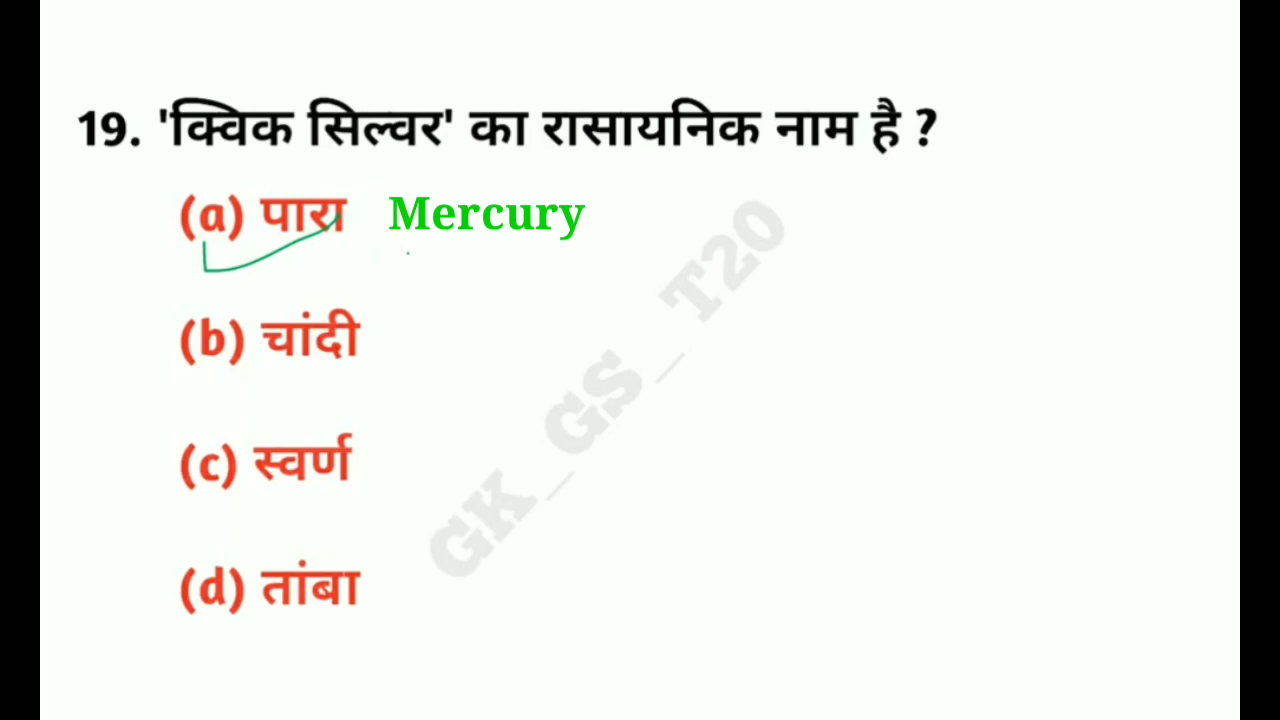 19. 'क्विक सिल्वर' का रासायनिक नाम है ?
(a) पारा Mercury
(b) चांदी
(c) स्वर्ण
(d) तांबा
GK_GS_T20